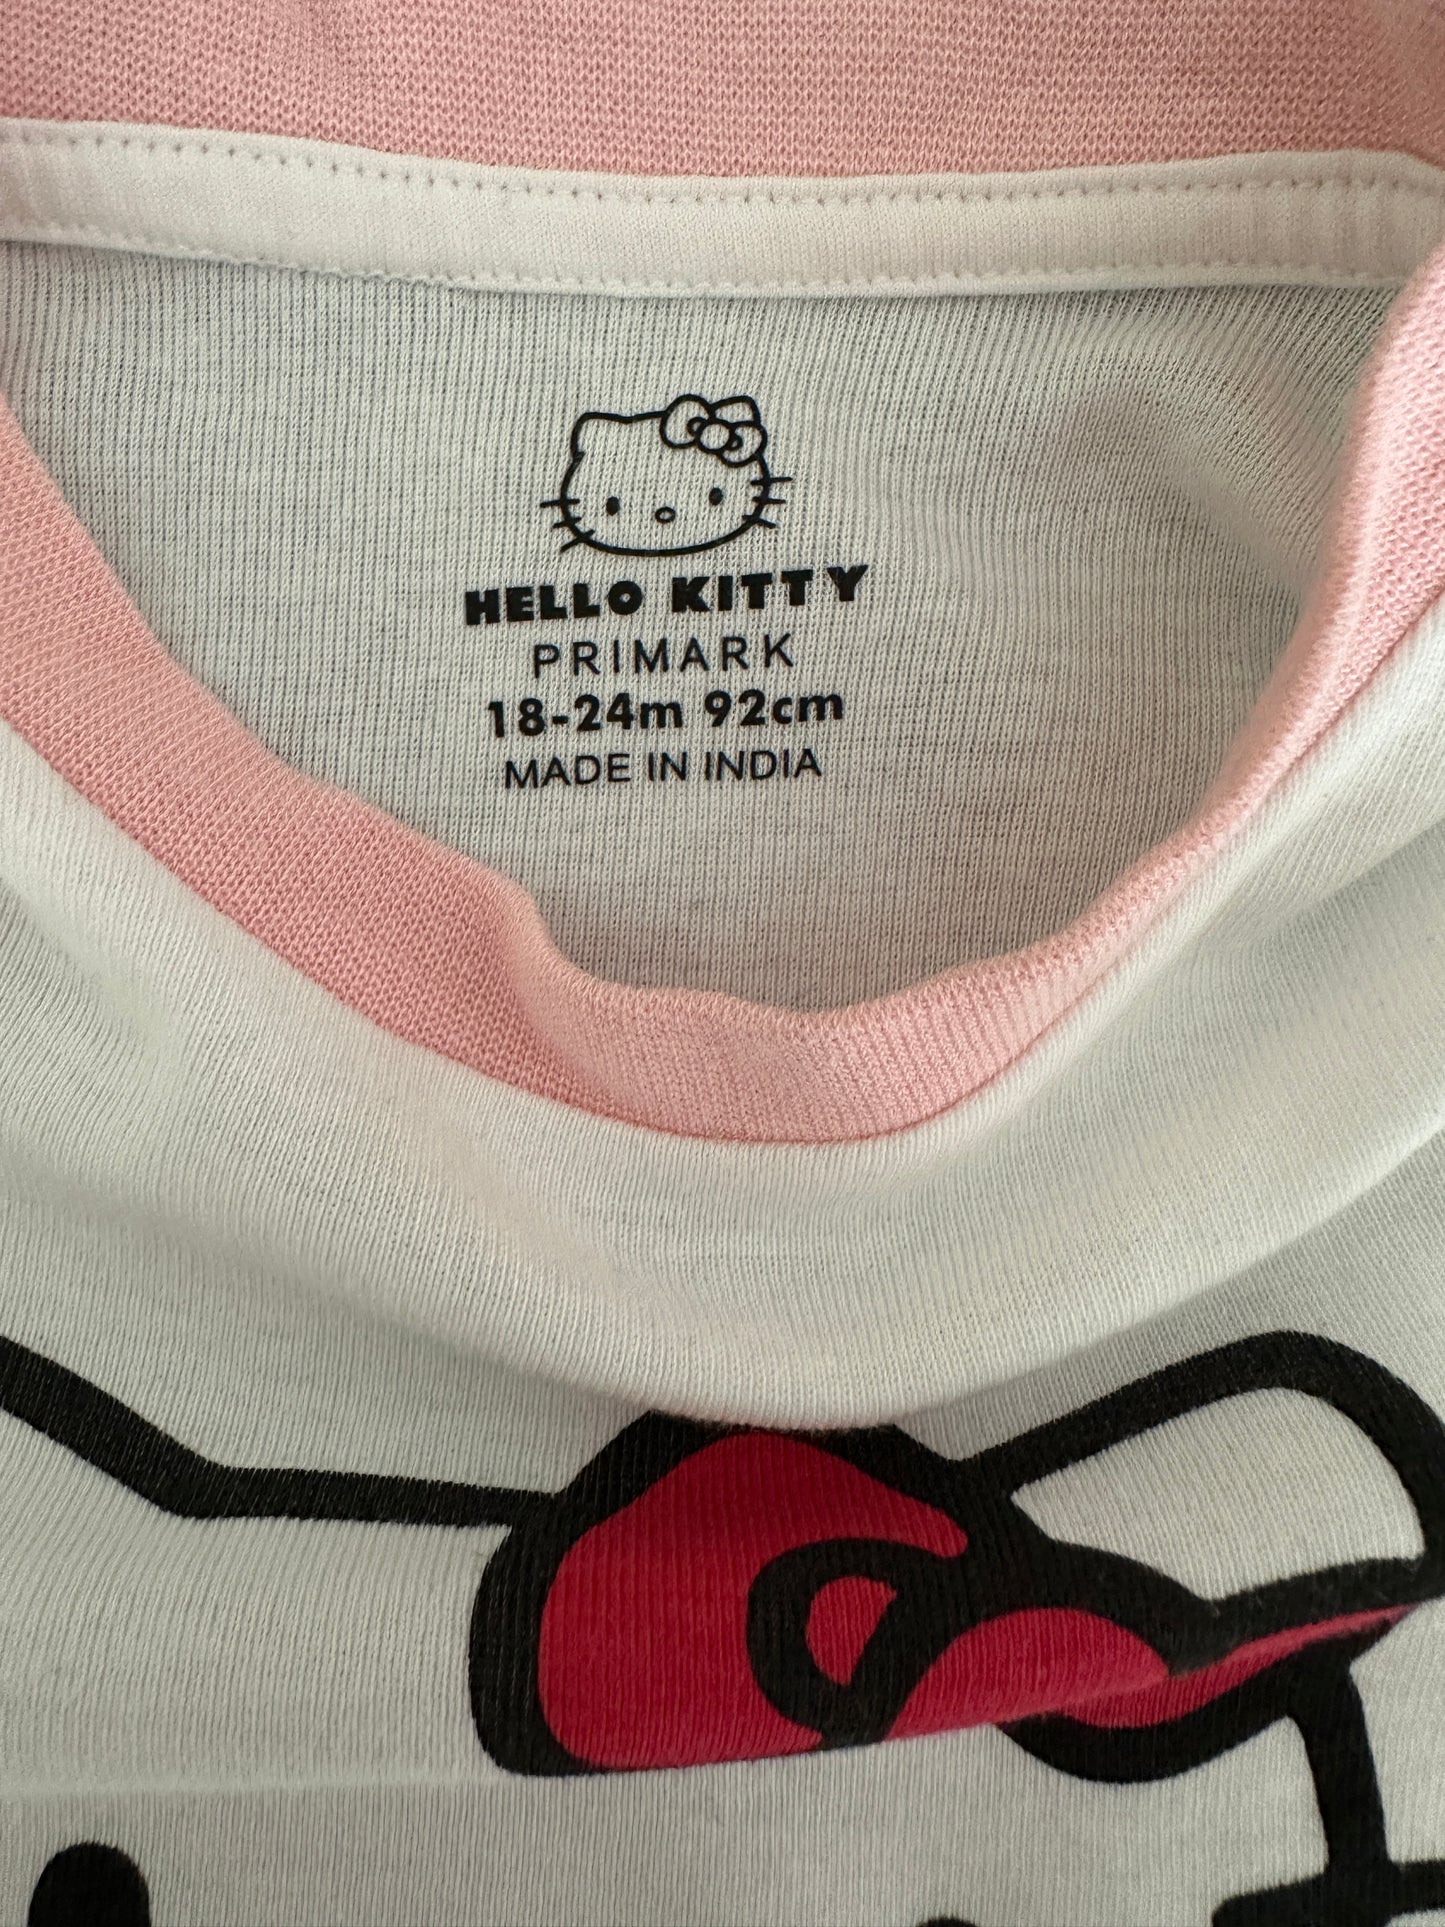 HELLO KITTY
PRIMARK
18-24m 92cm
MADE IN INDIA